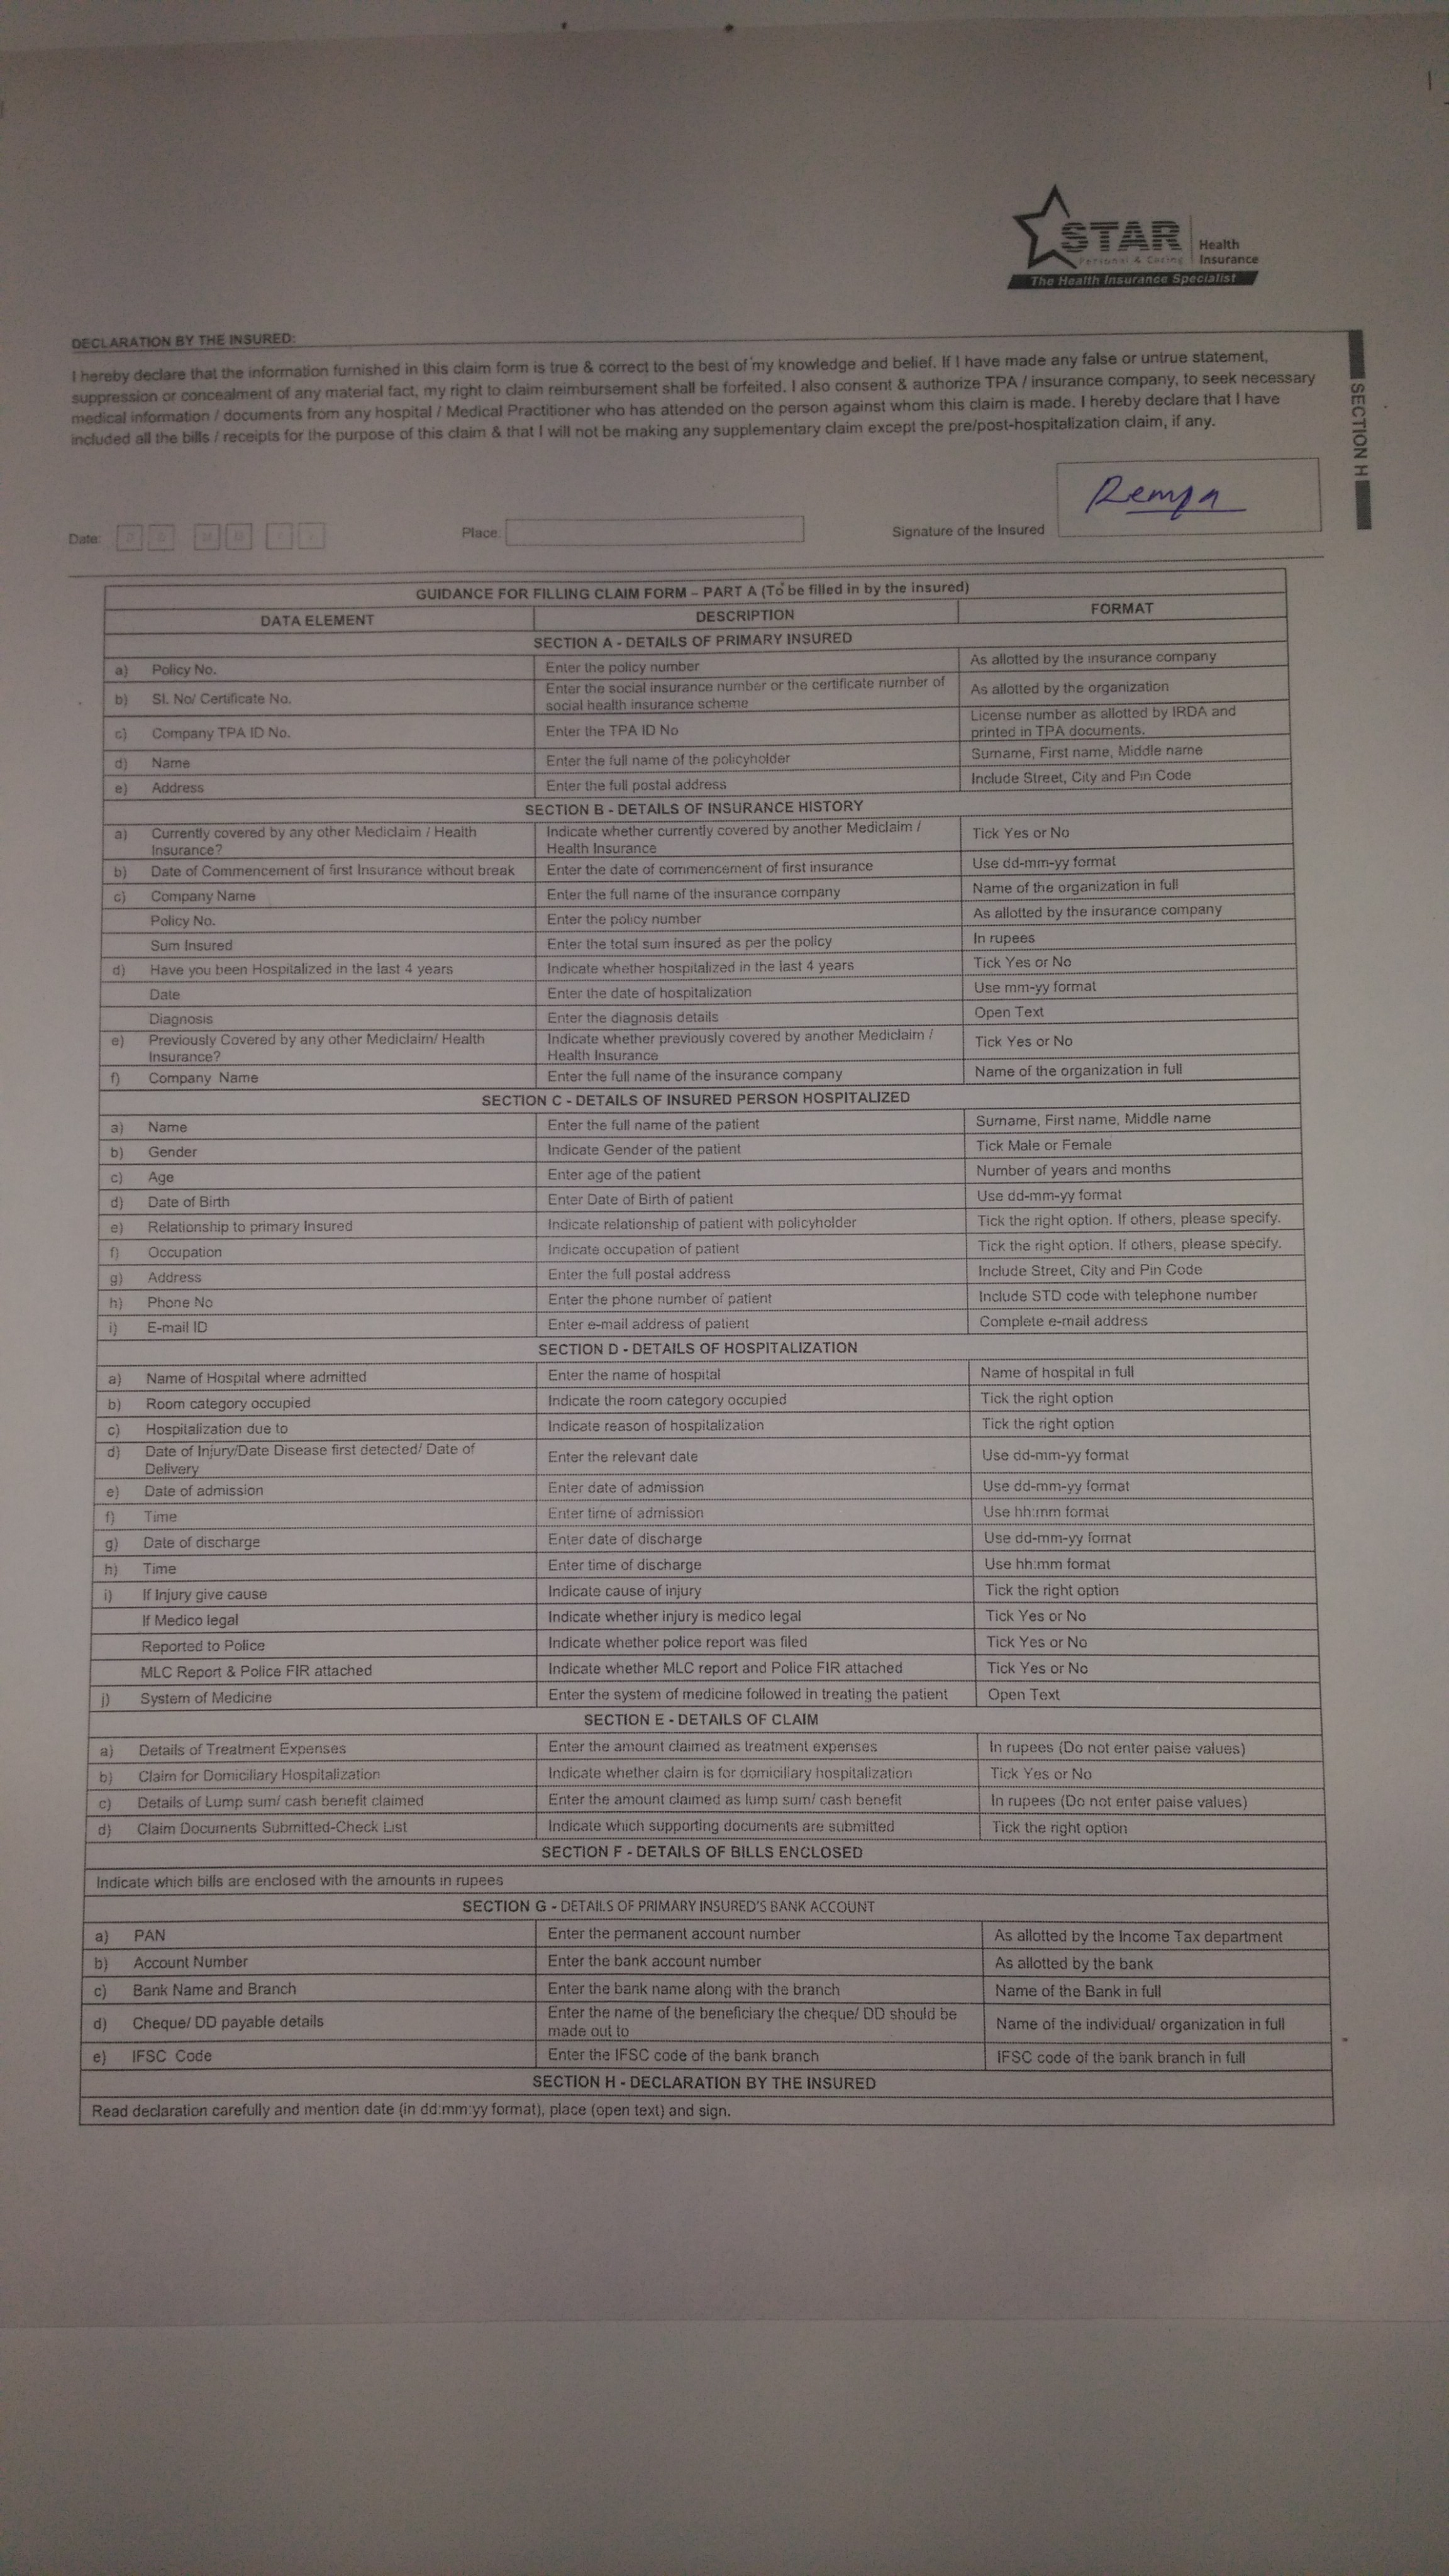 STAR
Health
Personal & Caring
Insurance
The Health Insurance Specialist
DECLARATION BY THE INSURED:
I hereby declare that the information furnished in this claim form is true & correct to the best of my knowledge and belief. If I have made any false or untrue statement,
suppression or concealment of any material fact, my right to claim reimbursement shall be forfeited. I also consent & authorize TPA / insurance company, to seek necessary
medical information / documents from any hospital / Medical Practitioner who has attended on the person against whom this claim is made. I hereby declare that I have
included all the bills / receipts for the purpose of this claim & that I will not be making any supplementary claim except the pre/post-hospitalization claim, if any.
SECTION H
Date: D D M M Y Y Place: Signature of the Insured
GUIDANCE FOR FILLING CLAIM FORM – PART A (To be filled in by the insured)
DATA ELEMENT DESCRIPTION FORMAT
SECTION A - DETAILS OF PRIMARY INSURED
a) Policy No. Enter the policy number As allotted by the insurance company
b) SI. No/ Certificate No. Enter the social insurance number or the certificate number of social health insurance scheme As allotted by the organization
c) Company TPA ID No. Enter the TPA ID No License number as allotted by IRDA and printed in TPA documents.
d) Name Enter the full name of the policyholder Surname, First name, Middle name
e) Address Enter the full postal address Include Street, City and Pin Code
SECTION B - DETAILS OF INSURANCE HISTORY
a) Currently covered by any other Mediclaim / Health Insurance? Indicate whether currently covered by another Mediclaim / Health Insurance Tick Yes or No
b) Date of Commencement of first Insurance without break Enter the date of commencement of first insurance Use dd-mm-yy format
c) Company Name Enter the full name of the insurance company Name of the organization in full
Policy No. Enter the policy number As allotted by the insurance company
Sum Insured Enter the total sum insured as per the policy In rupees
d) Have you been Hospitalized in the last 4 years Indicate whether hospitalized in the last 4 years Tick Yes or No
Date Enter the date of hospitalization Use mm-yy format
Diagnosis Enter the diagnosis details Open Text
e) Previously Covered by any other Mediclaim/ Health Insurance? Indicate whether previously covered by another Mediclaim / Health Insurance Tick Yes or No
f) Company Name Enter the full name of the insurance company Name of the organization in full
SECTION C - DETAILS OF INSURED PERSON HOSPITALIZED
a) Name Enter the full name of the patient Surname, First name, Middle name
b) Gender Indicate Gender of the patient Tick Male or Female
c) Age Enter age of the patient Number of years and months
d) Date of Birth Enter Date of Birth of patient Use dd-mm-yy format
e) Relationship to primary Insured Indicate relationship of patient with policyholder Tick the right option. If others, please specify.
f) Occupation Indicate occupation of patient Tick the right option. If others, please specify.
g) Address Enter the full postal address Include Street, City and Pin Code
h) Phone No Enter the phone number of patient Include STD code with telephone number
i) E-mail ID Enter e-mail address of patient Complete e-mail address
SECTION D - DETAILS OF HOSPITALIZATION
a) Name of Hospital where admitted Enter the name of hospital Name of hospital in full
b) Room category occupied Indicate the room category occupied Tick the right option
c) Hospitalization due to Indicate reason of hospitalization Tick the right option
d) Date of Injury/Date Disease first detected/ Date of Delivery Enter the relevant date Use dd-mm-yy format
e) Date of admission Enter date of admission Use dd-mm-yy format
f) Time Enter time of admission Use hh:mm format
g) Date of discharge Enter date of discharge Use dd-mm-yy format
h) Time Enter time of discharge Use hh:mm format
i) If Injury give cause Indicate cause of injury Tick the right option
If Medico legal Indicate whether injury is medico legal Tick Yes or No
Reported to Police Indicate whether police report was filed Tick Yes or No
MLC Report & Police FIR attached Indicate whether MLC report and Police FIR attached Tick Yes or No
j) System of Medicine Enter the system of medicine followed in treating the patient Open Text
SECTION E - DETAILS OF CLAIM
a) Details of Treatment Expenses Enter the amount claimed as treatment expenses In rupees (Do not enter paise values)
b) Claim for Domiciliary Hospitalization Indicate whether claim is for domiciliary hospitalization Tick Yes or No
c) Details of Lump sum/ cash benefit claimed Enter the amount claimed as lump sum/ cash benefit In rupees (Do not enter paise values)
d) Claim Documents Submitted-Check List Indicate which supporting documents are submitted Tick the right option
SECTION F - DETAILS OF BILLS ENCLOSED
Indicate which bills are enclosed with the amounts in rupees
SECTION G - DETAILS OF PRIMARY INSURED'S BANK ACCOUNT
a) PAN Enter the permanent account number As allotted by the Income Tax department
b) Account Number Enter the bank account number As allotted by the bank
c) Bank Name and Branch Enter the bank name along with the branch Name of the Bank in full
d) Cheque/ DD payable details Enter the name of the beneficiary the cheque/ DD should be made out to Name of the individual/ organization in full
e) IFSC Code Enter the IFSC code of the bank branch IFSC code of the bank branch in full
SECTION H - DECLARATION BY THE INSURED
Read declaration carefully and mention date (in dd:mm:yy format), place (open text) and sign.